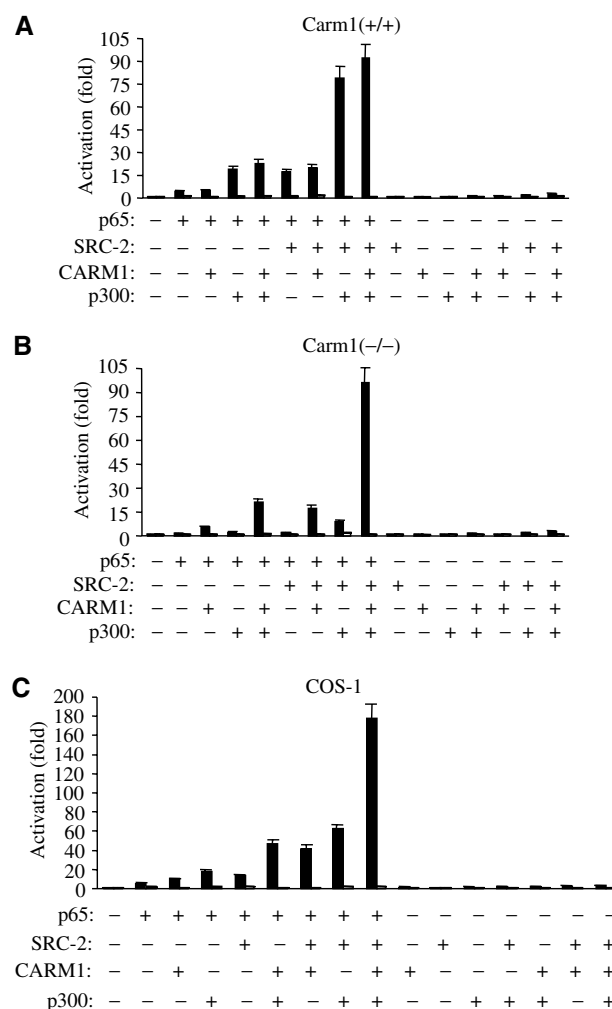 A
Carm1(+/+)
Activation (fold)
105
90
75
60
45
30
15
0
p65: − + + + + + + + + − − − − − − −
SRC-2: − − − − − + + + + + − − − + + +
CARM1: − − + − + − + − + − + − + + − +
p300: − − − + + − − + + − − + + − + +
B
Carm1(−/−)
Activation (fold)
105
90
75
60
45
30
15
0
p65: − + + + + + + + + − − − − − − −
SRC-2: − − − − − + + + + + − − − + + +
CARM1: − − + − + − + − + − + − + + − +
p300: − − − + + − − + + − − + + − + +
C
COS-1
Activation (fold)
200
180
160
140
120
100
80
60
40
20
0
p65: − + + + + + + + + − − − − − − −
SRC-2: − − − − + − + + + − + − + − + +
CARM1: − − + − − + + − + + − − − + + +
p300: − − − + − + − + + − − + + + − +